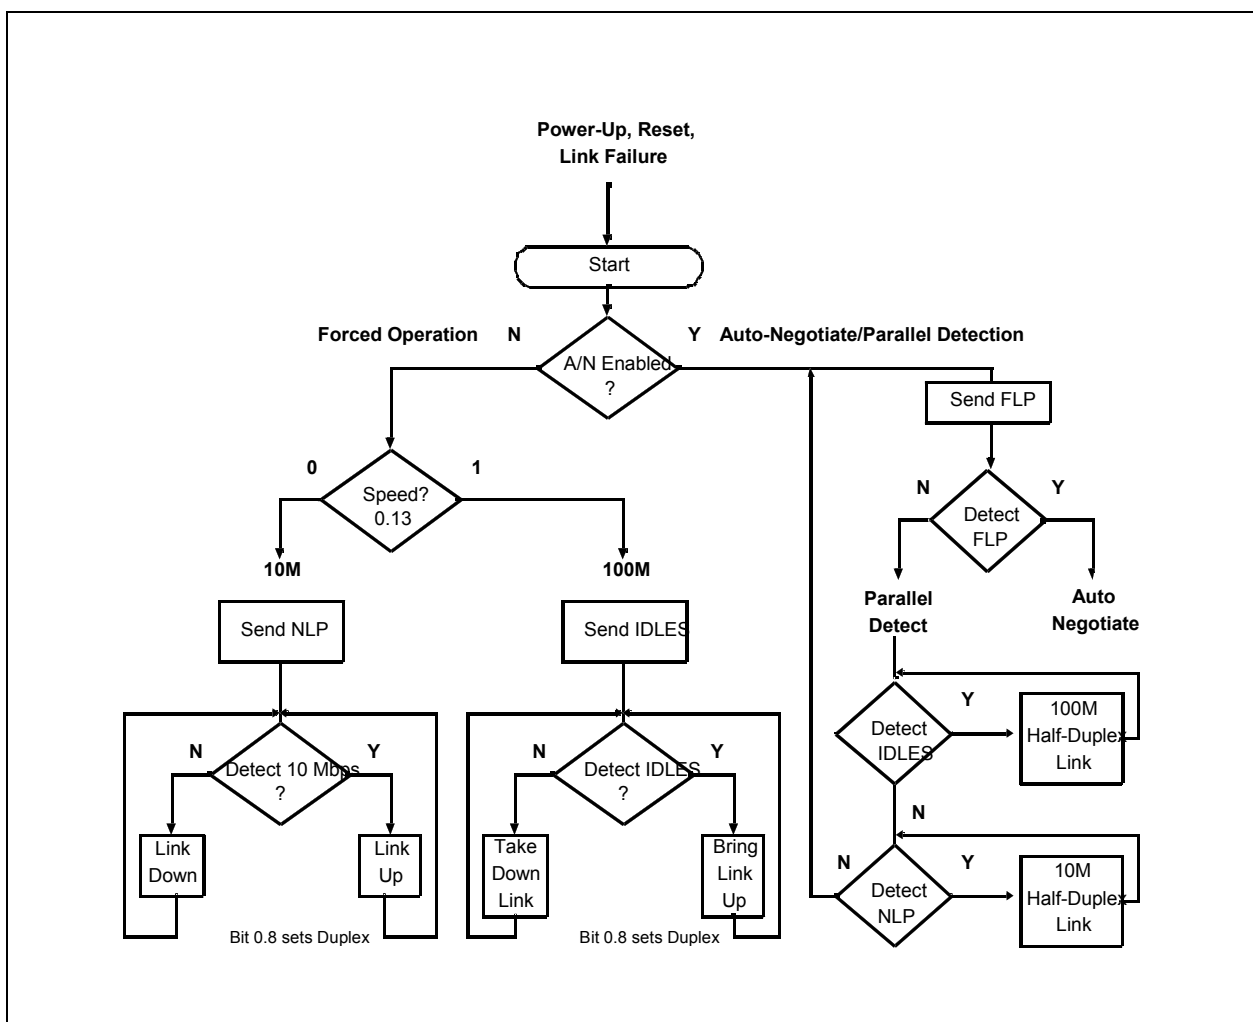 Power-Up, Reset,
Link Failure
Start
Forced Operation N
Y Auto-Negotiate/Parallel Detection
A/N Enabled
?
Send FLP
0
1
Speed?
0.13
N
Y
Detect
FLP
10M
100M
Parallel
Detect
Auto
Negotiate
Send NLP
Send IDLES
N
Y
Detect 10 Mbps
?
N
Y
Detect IDLES
?
Detect
IDLES
Y
100M
Half-Duplex
Link
N
Link
Down
Link
Up
Take
Down
Link
Bring
Link
Up
N
Y
Detect
NLP
10M
Half-Duplex
Link
Bit 0.8 sets Duplex
Bit 0.8 sets Duplex